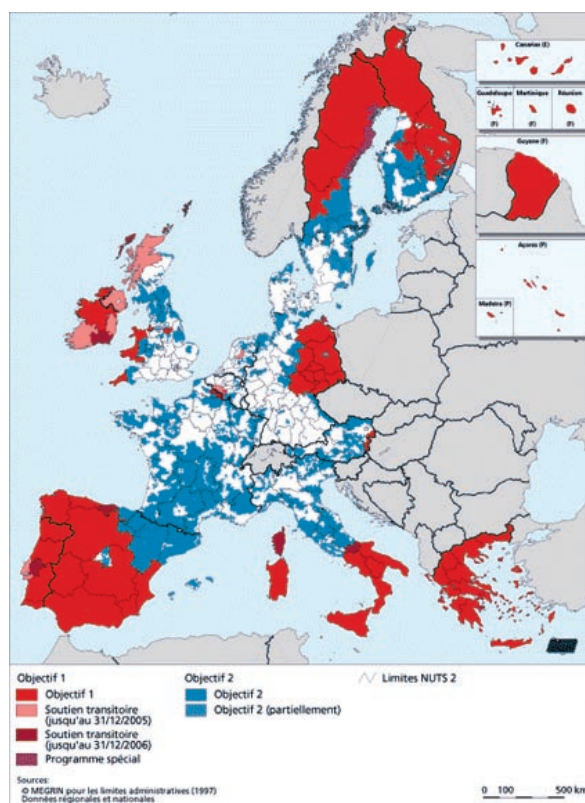 Canarias (E)
Guadeloupe Martinique Réunion
(F) (F) (F)
Guyane (F)
Açores (P)
Madeira (P)
Objectif 1
Objectif 1
Soutien transitoire
(jusqu'au 31/12/2005)
Soutien transitoire
(jusqu'au 31/12/2006)
Programme spécial
Objectif 2
Objectif 2
Objectif 2 (partiellement)
Limites NUTS 2
Sources:
© MEGRIN pour les limites administratives (1997)
Données régionales et nationales
0 100 500 km